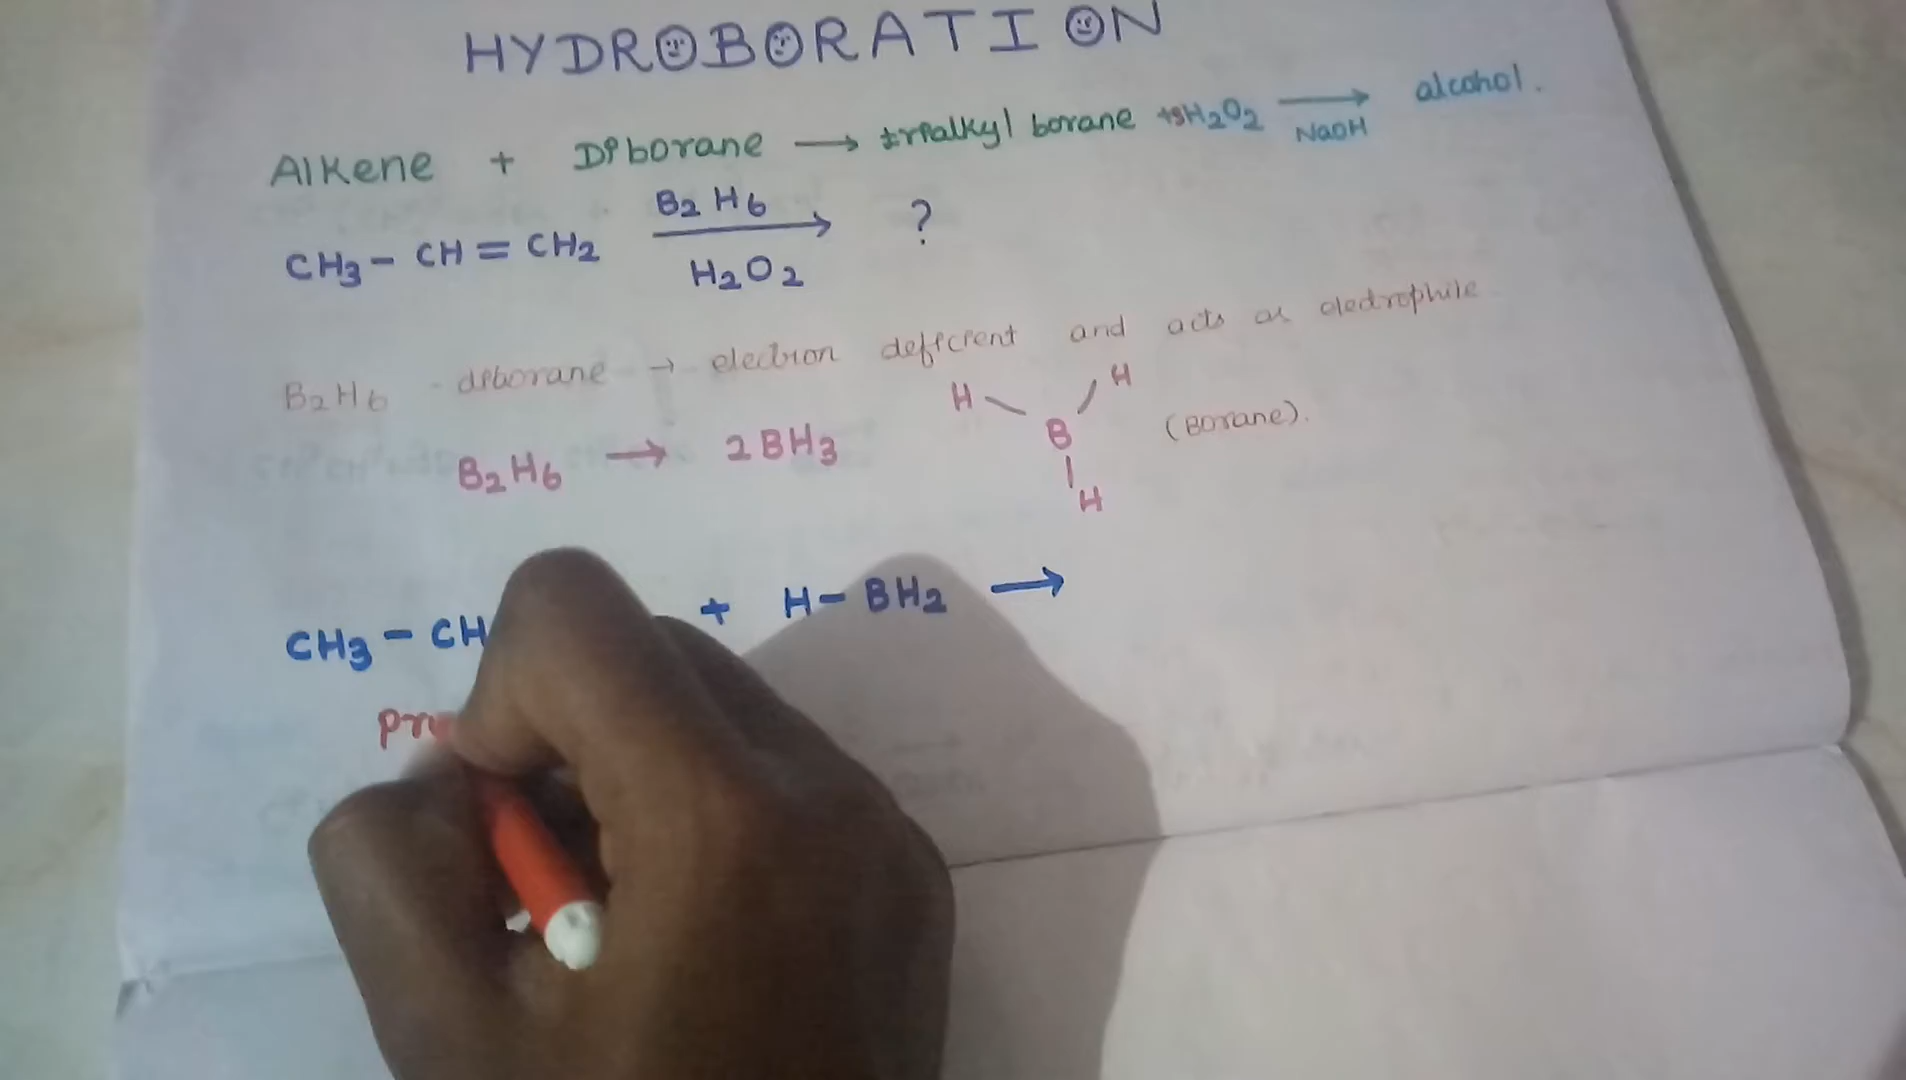 HYDROBORATION
Alkene + Diborane → trialkyl borane +3H2O2 → NaOH alcohol.
B2H6
CH3 - CH = CH2 → ?
H2O2
B2H6 - diborane → electron deficient and acts as electrophile
B2H6 → 2BH3
H H B H (Borane).
CH3 - CH + H - BH2 →